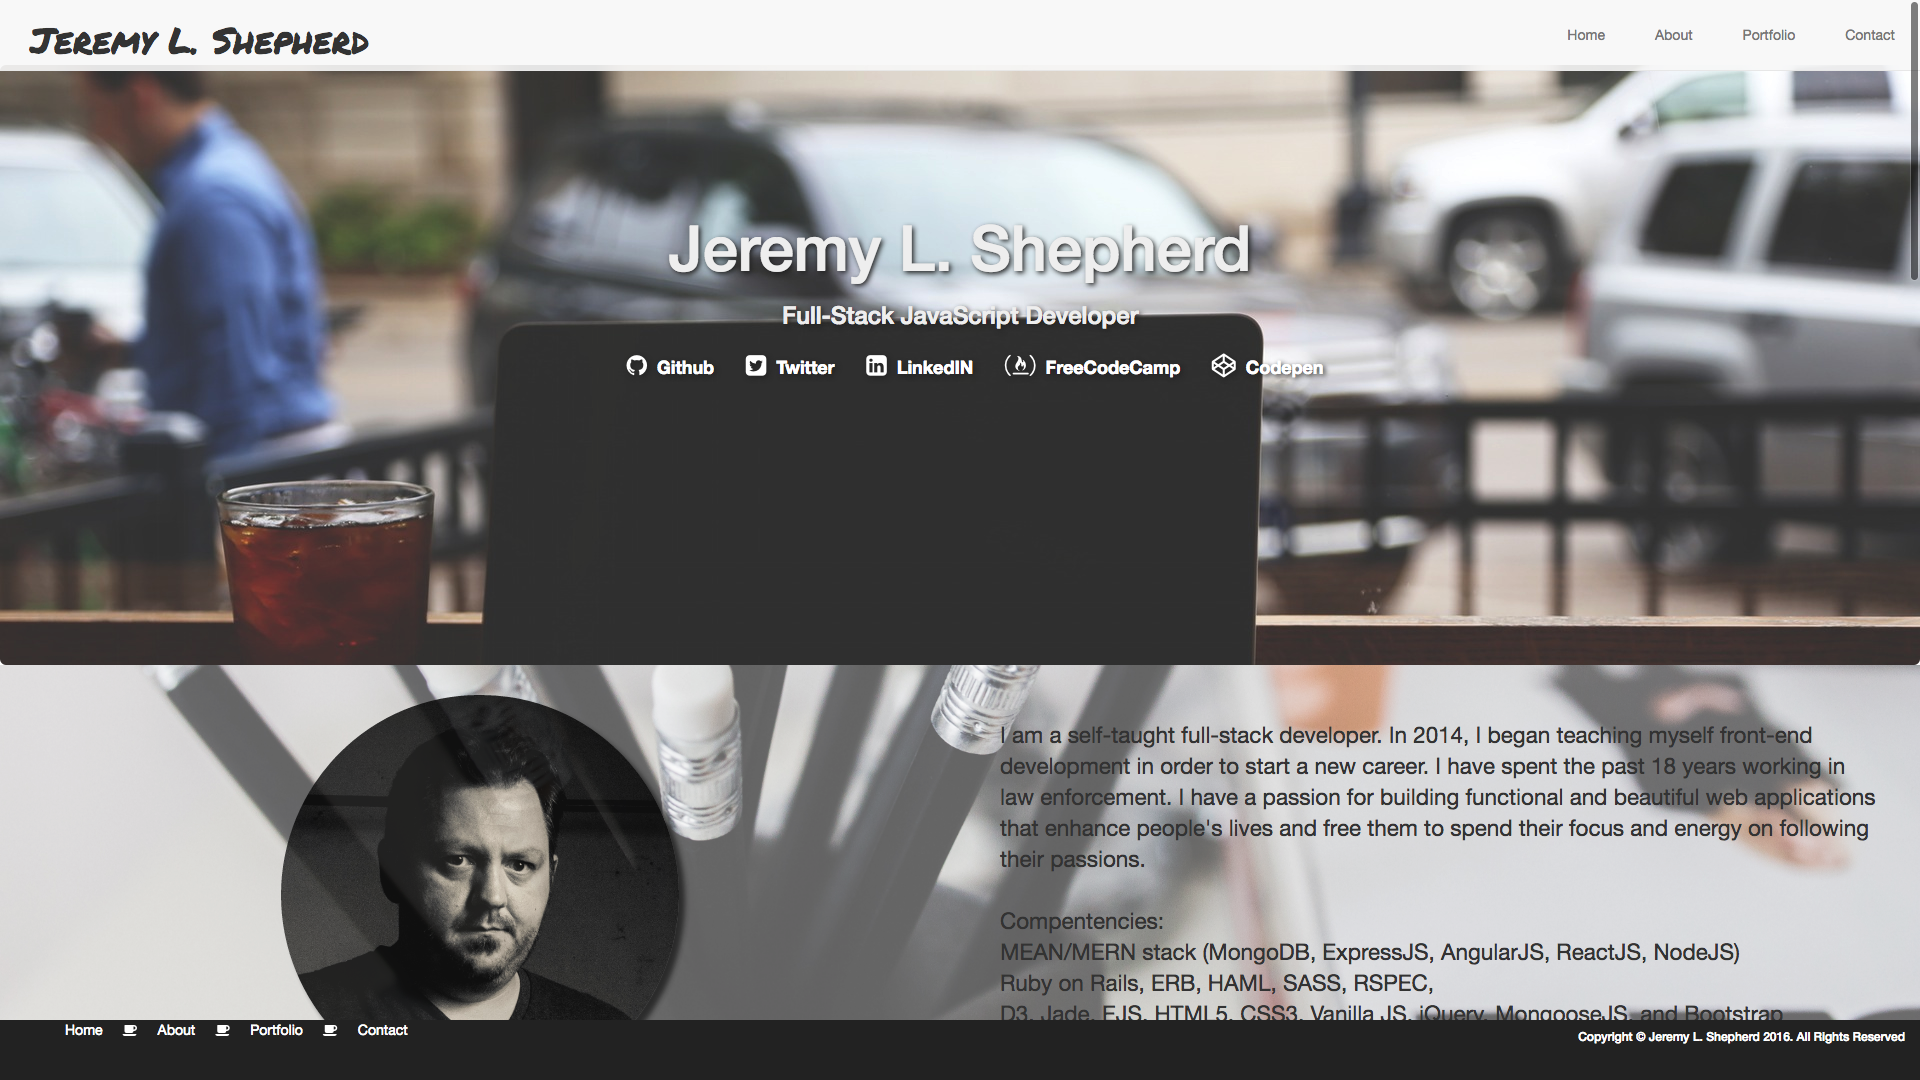 Jeremy L. Shepherd
Home About Portfolio Contact
Jeremy L. Shepherd
Full-Stack JavaScript Developer
Github Twitter LinkedIN FreeCodeCamp Codepen
I am a self-taught full-stack developer. In 2014, I began teaching myself front-end
development in order to start a new career. I have spent the past 18 years working in
law enforcement. I have a passion for building functional and beautiful web applications
that enhance people's lives and free them to spend their focus and energy on following
their passions.
Compentencies:
MEAN/MERN stack (MongoDB, ExpressJS, AngularJS, ReactJS, NodeJS)
Ruby on Rails, ERB, HAML, SASS, RSPEC,
D3, Jade, EJS, HTML5, CSS3, Vanilla JS, jQuery, MongooseJS, and Bootstrap
Home About Portfolio Contact
Copyright © Jeremy L. Shepherd 2016. All Rights Reserved